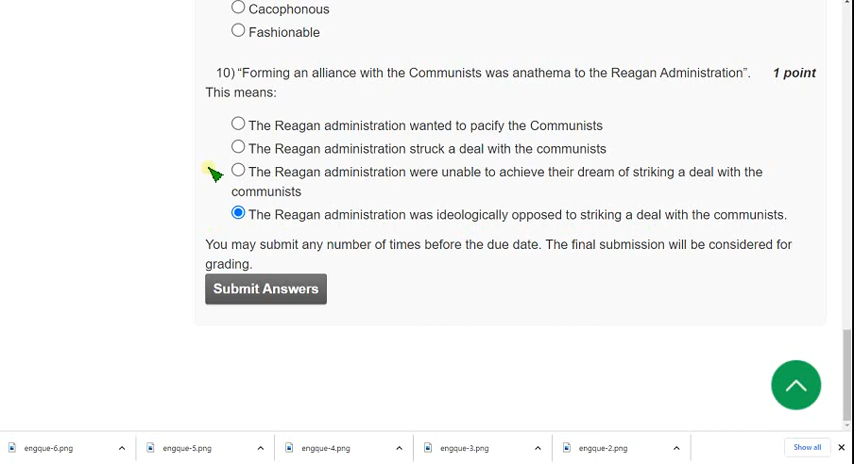 Cacophonous
Fashionable
10) “Forming an alliance with the Communists was anathema to the Reagan Administration”. 1 point
This means:
The Reagan administration wanted to pacify the Communists
The Reagan administration struck a deal with the communists
The Reagan administration were unable to achieve their dream of striking a deal with the
communists
The Reagan administration was ideologically opposed to striking a deal with the communists.
You may submit any number of times before the due date. The final submission will be considered for
grading.
Submit Answers
engque-6.png engque-5.png engque-4.png engque-3.png engque-2.png Show all